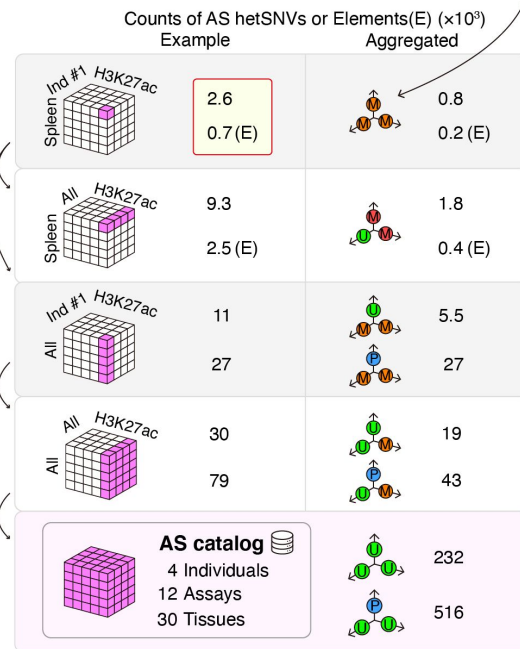 Counts of AS hetSNVs or Elements(E) (×10³)
Example Aggregated
Ind #1 H3K27ac
Spleen
2.6
0.7 (E)
M
M M
0.8
0.2 (E)
All H3K27ac
Spleen
9.3
2.5 (E)
M
U M
1.8
0.4 (E)
Ind #1 H3K27ac
All
11
27
U
M M
5.5
P
M M
27
All H3K27ac
All
30
79
U
U M
19
P
U M
43
AS catalog
4 Individuals
12 Assays
30 Tissues
U
U U
232
P
U U
516